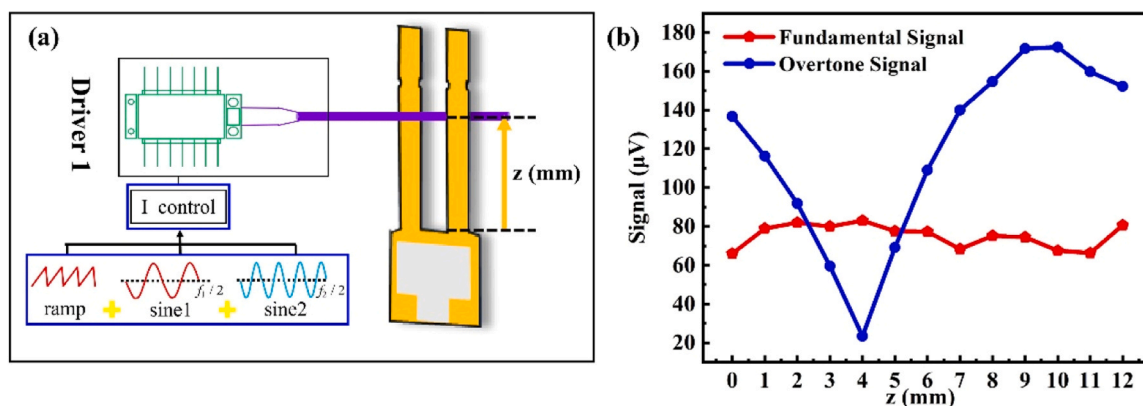 (a)
Driver 1
I control
z (mm)
ramp
sine1
f₁/2
sine2
f₂/2
(b)
Fundamental Signal
Overtone Signal
Signal (μV)
180
160
140
120
100
80
60
40
20
0 1 2 3 4 5 6 7 8 9 10 11 12
z (mm)